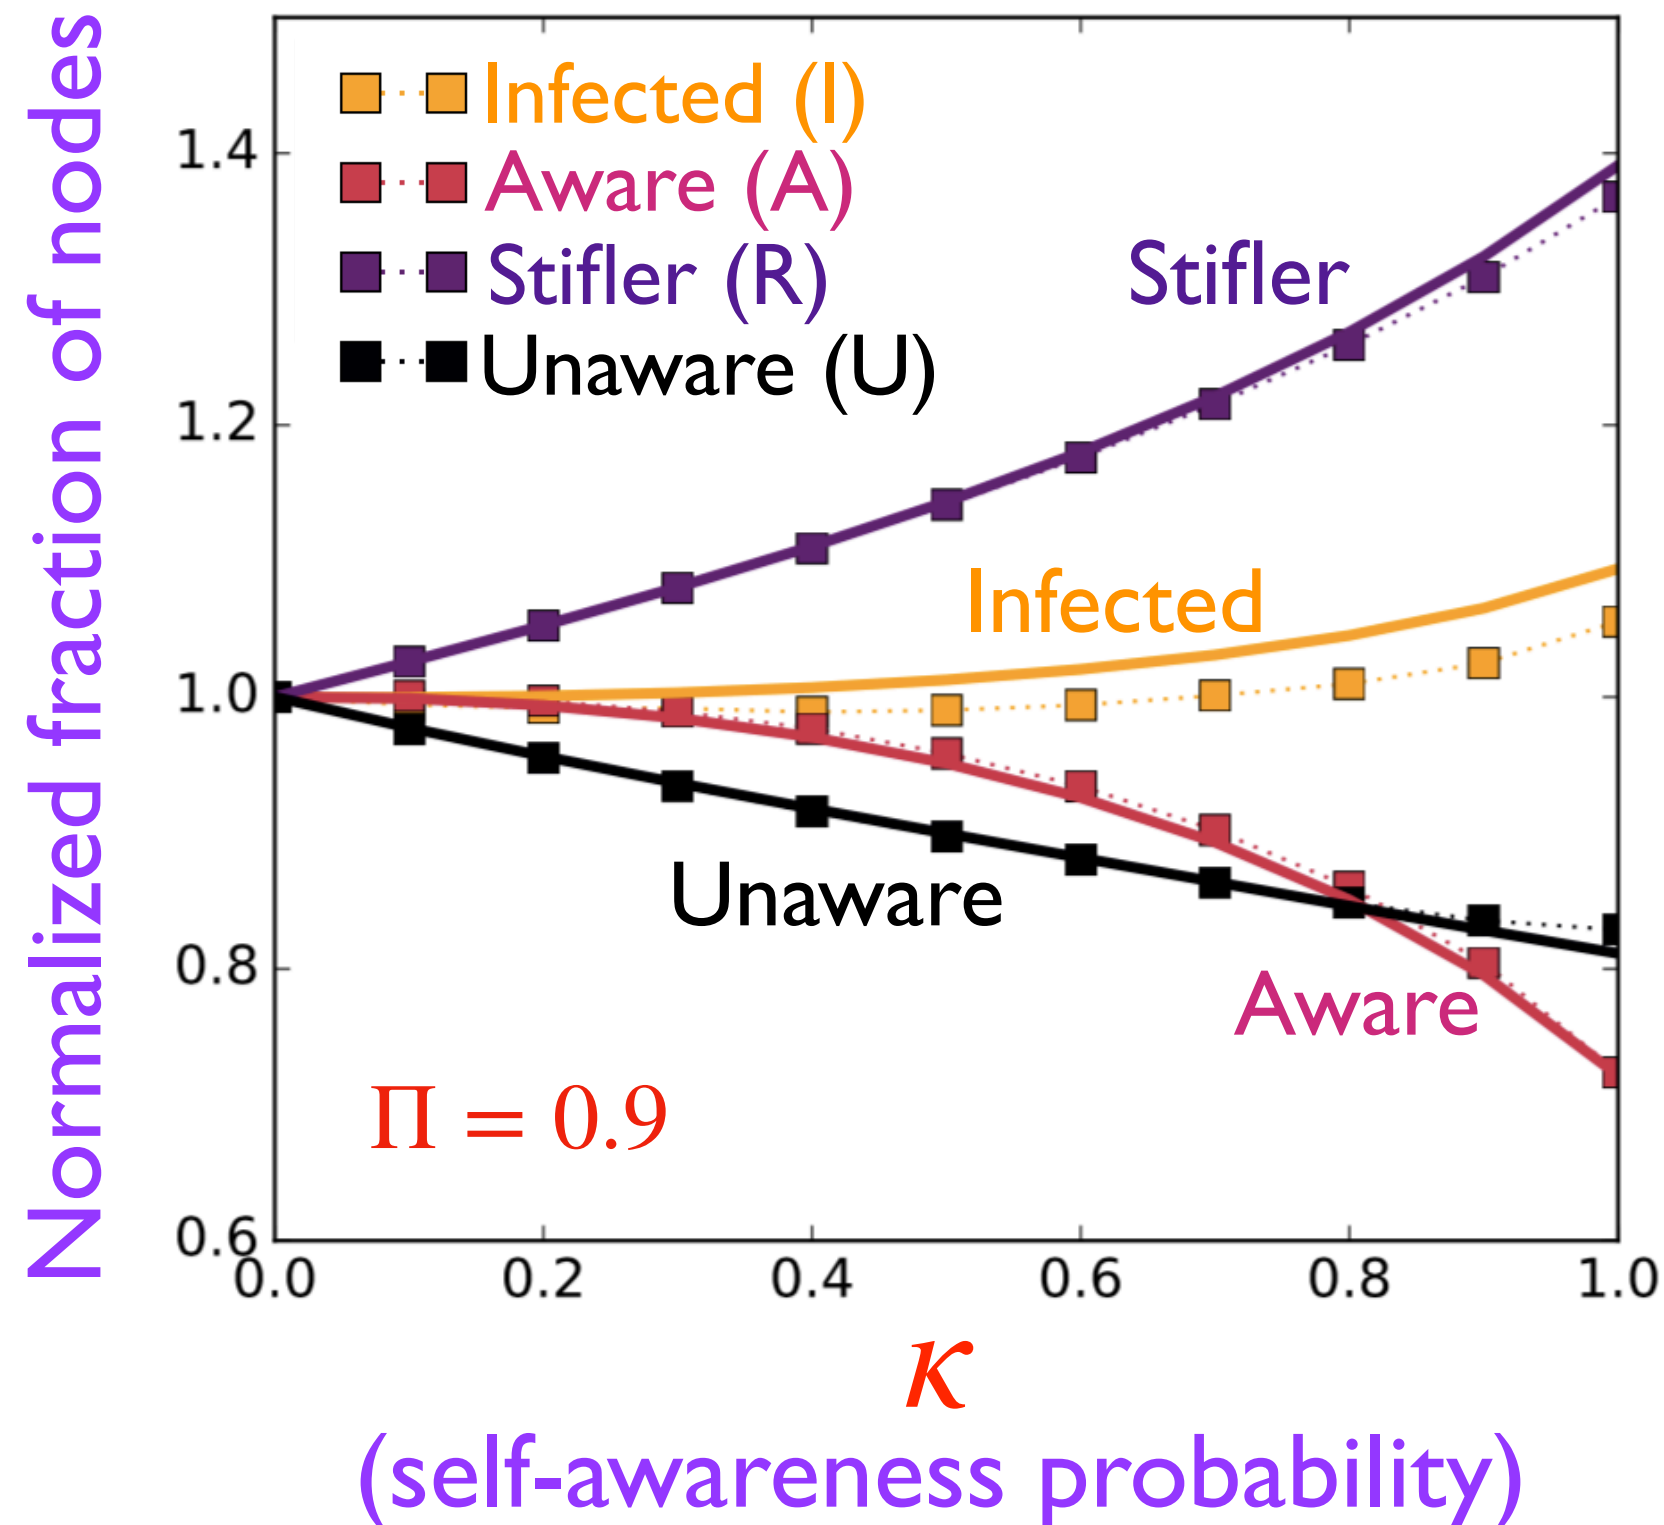 Normalized fraction of nodes
Infected (I)
Aware (A)
Stifler (R)
Unaware (U)
1.4
1.2
1.0
0.8
0.6
Stifler
Infected
Unaware
Aware
Π = 0.9
0.0 0.2 0.4 0.6 0.8 1.0
κ
(self-awareness probability)